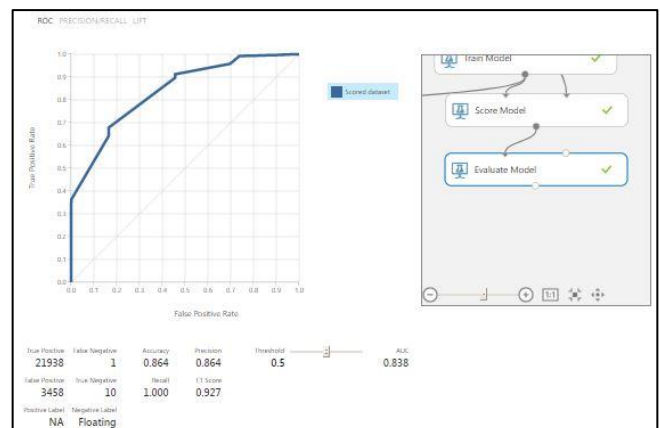 ROC PRECISION/RECALL LIFT
1.0
0.9
0.8
0.7
0.6
0.5
0.4
0.3
0.2
0.1
0.0
True Positive Rate
0.0 0.1 0.2 0.3 0.4 0.5 0.6 0.7 0.8 0.9 1.0
False Positive Rate
Scored dataset
Train Model
Score Model
Evaluate Model
1:1
True Positive False Negative Accuracy Precision Threshold AUC
21938 1 0.864 0.864 0.5 0.838
False Positive True Negative Recall F1 Score
3458 10 1.000 0.927
Positive Label Negative Label
NA Floating